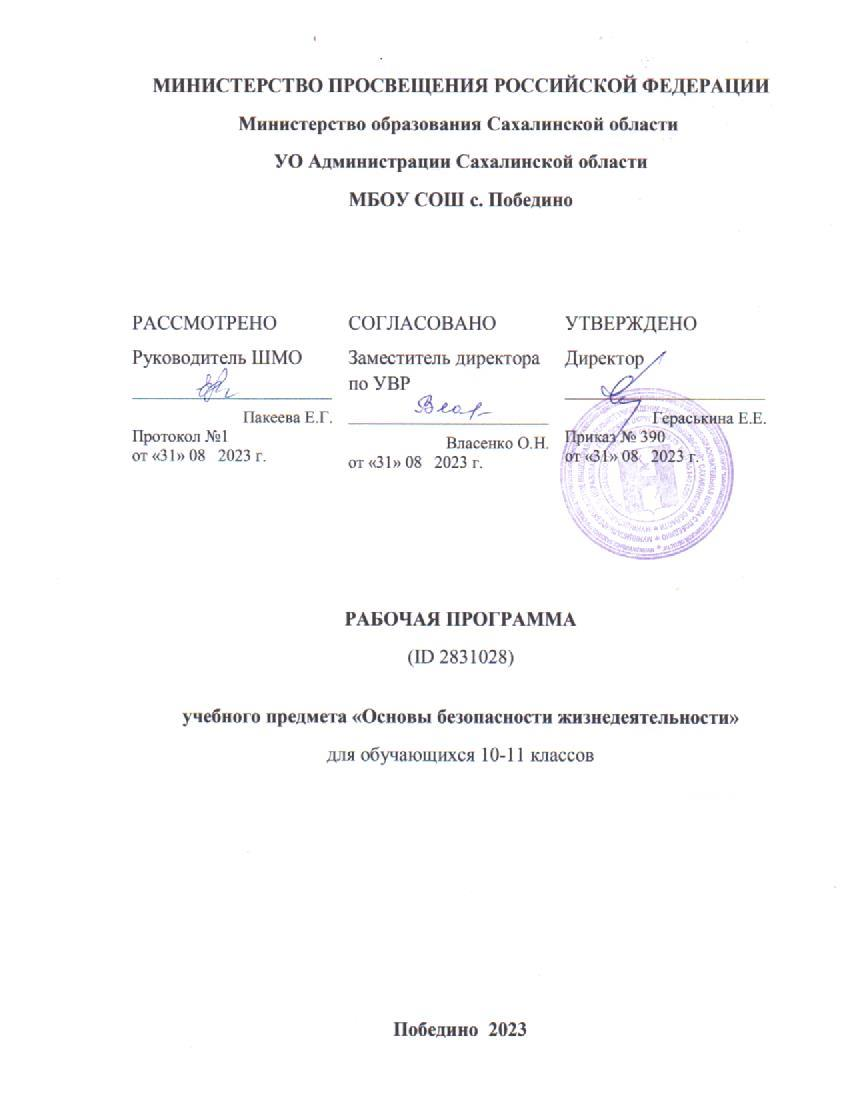 МИНИСТЕРСТВО ПРОСВЕЩЕНИЯ РОССИЙСКОЙ ФЕДЕРАЦИИ
Министерство образования Сахалинской области
УО Администрации Сахалинской области
МБОУ СОШ с. Победино
РАССМОТРЕНО
Руководитель ШМО
Пакеева Е.Г.
Протокол №1
от «31» 08 2023 г.
СОГЛАСОВАНО
Заместитель директора
по УВР
Власенко О.Н.
от «31» 08 2023 г.
УТВЕРЖДЕНО
Директор
Гераськина Е.Е.
Приказ № 390
от «31» 08 2023 г.
РАБОЧАЯ ПРОГРАММА
(ID 2831028)
учебного предмета «Основы безопасности жизнедеятельности»
для обучающихся 10-11 классов
Победино 2023